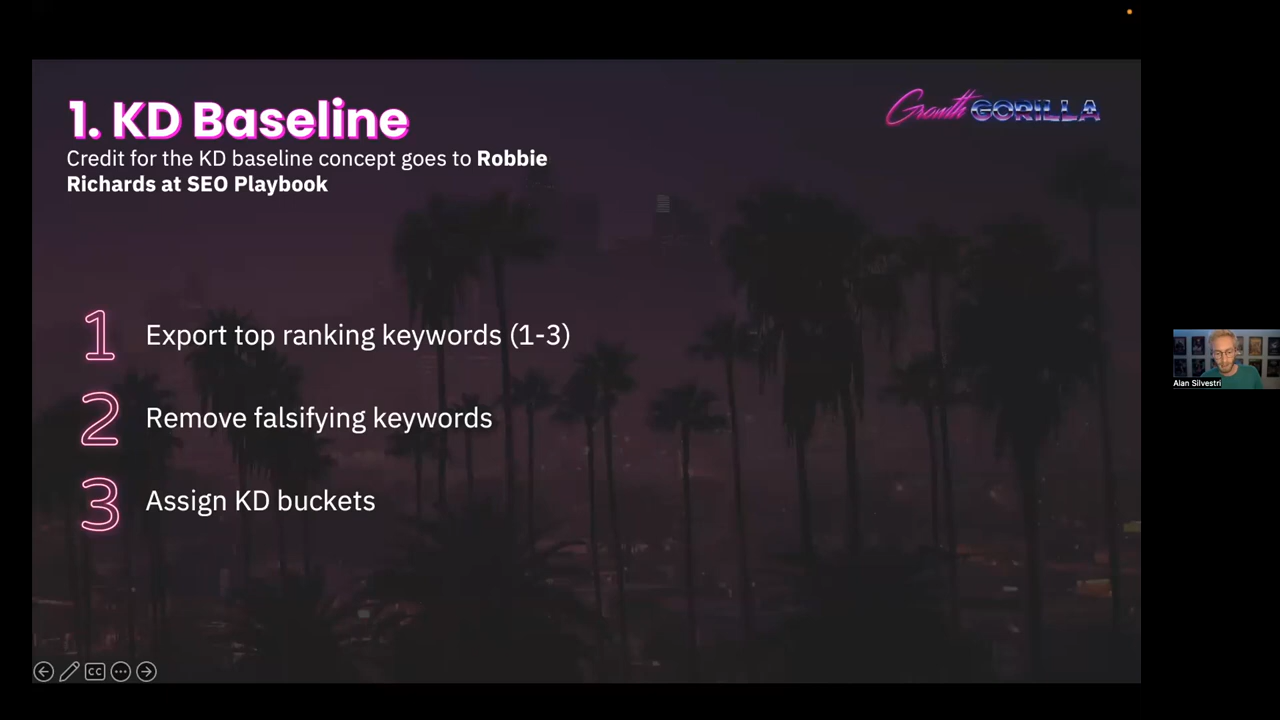 1. KD Baseline
Growth GORILLA
Credit for the KD baseline concept goes to Robbie
Richards at SEO Playbook
1 Export top ranking keywords (1-3)
2 Remove falsifying keywords
3 Assign KD buckets
CC
Alan Silvestri